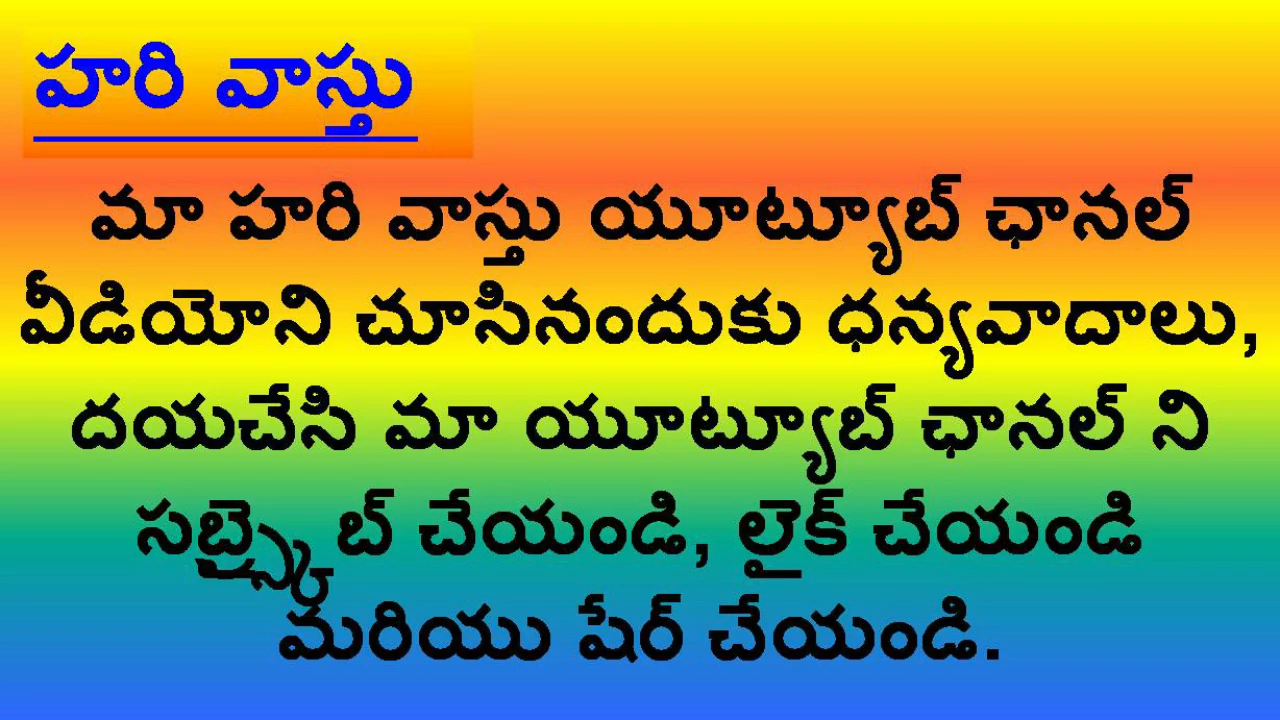 హరి వాస్తు
మా హరి వాస్తు యూట్యూబ్ ఛానల్
వీడియోని చూసినందుకు ధన్యవాదాలు,
దయచేసి మా యూట్యూబ్ ఛానల్ ని
సబ్స్క్రైబ్ చేయండి, లైక్ చేయండి
మరియు షేర్ చేయండి.